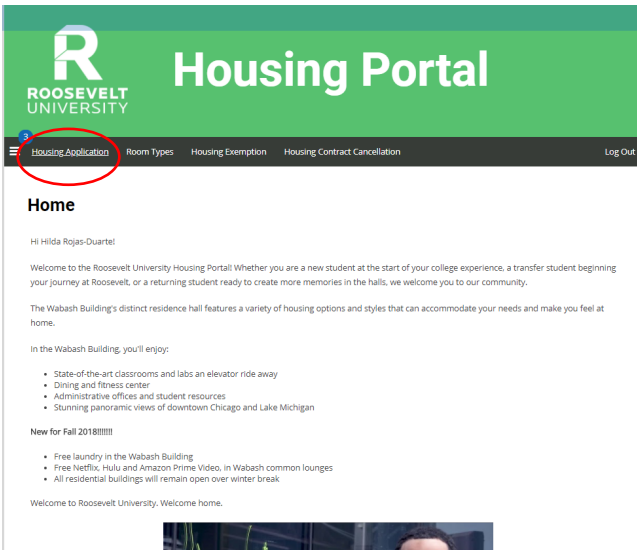 ROOSEVELT
UNIVERSITY
Housing Portal
3
Housing Application Room Types Housing Exemption Housing Contract Cancellation Log Out
Home
Hi Hilda Rojas-Duarte!
Welcome to the Roosevelt University Housing Portal! Whether you are a new student at the start of your college experience, a transfer student beginning
your journey at Roosevelt, or a returning student ready to create more memories in the halls, we welcome you to our community.
The Wabash Building's distinct residence hall features a variety of housing options and styles that can accommodate your needs and make you feel at
home.
In the Wabash Building, you'll enjoy:
• State-of-the-art classrooms and labs an elevator ride away
• Dining and fitness center
• Administrative offices and student resources
• Stunning panoramic views of downtown Chicago and Lake Michigan
New for Fall 2018!!!!!!!
• Free laundry in the Wabash Building
• Free Netflix, Hulu and Amazon Prime Video, in Wabash common lounges
• All residential buildings will remain open over winter break
Welcome to Roosevelt University. Welcome home.